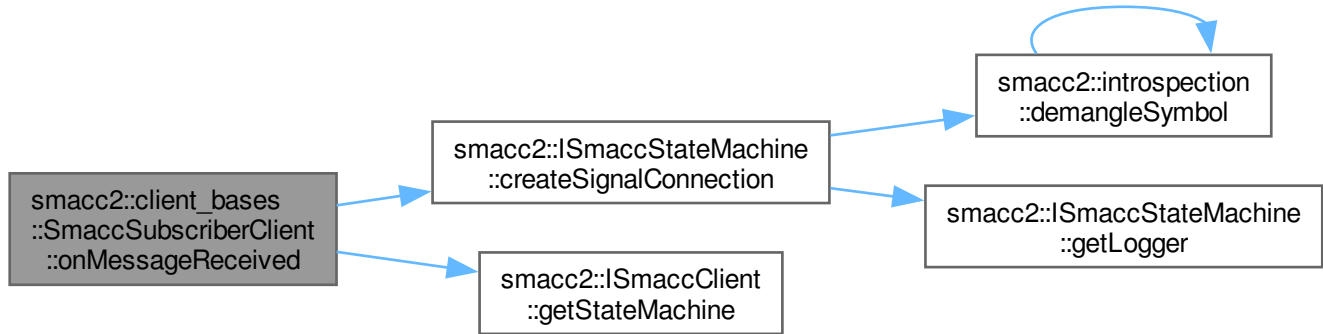 smacc2::client_bases
::SmaccSubscriberClient
::onMessageReceived
smacc2::ISmaccStateMachine
::createSignalConnection
smacc2::introspection
::demangleSymbol
smacc2::ISmaccStateMachine
::getLogger
smacc2::ISmaccClient
::getStateMachine